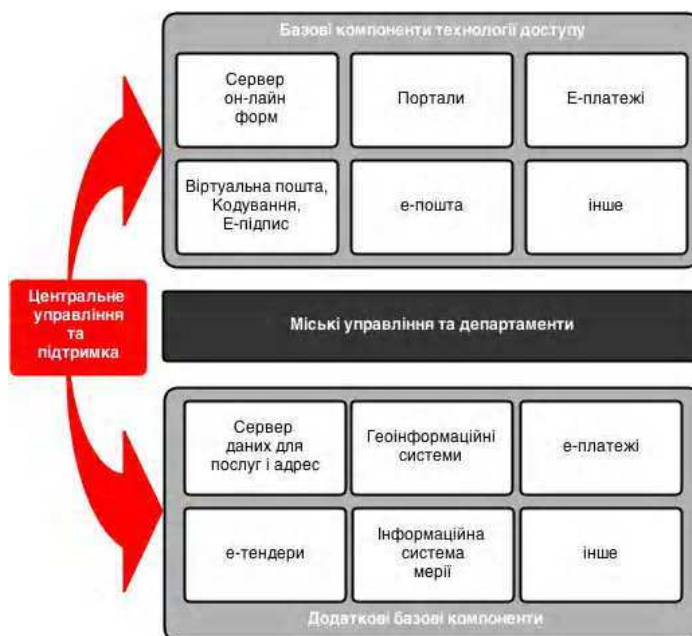 Базові компоненти технології доступу
Сервер
он-лайн
форм
Портали
Е-платежі
Віртуальна пошта,
Кодування,
Е-підпис
е-пошта
інше
Центральне
управління
та
підтримка
Міські управління та департаменти
Сервер
даних для
послуг і адрес
Геоінформаційні
системи
е-платежі
е-тендери
Інформаційна
система
мерії
інше
Додаткові базові компоненти